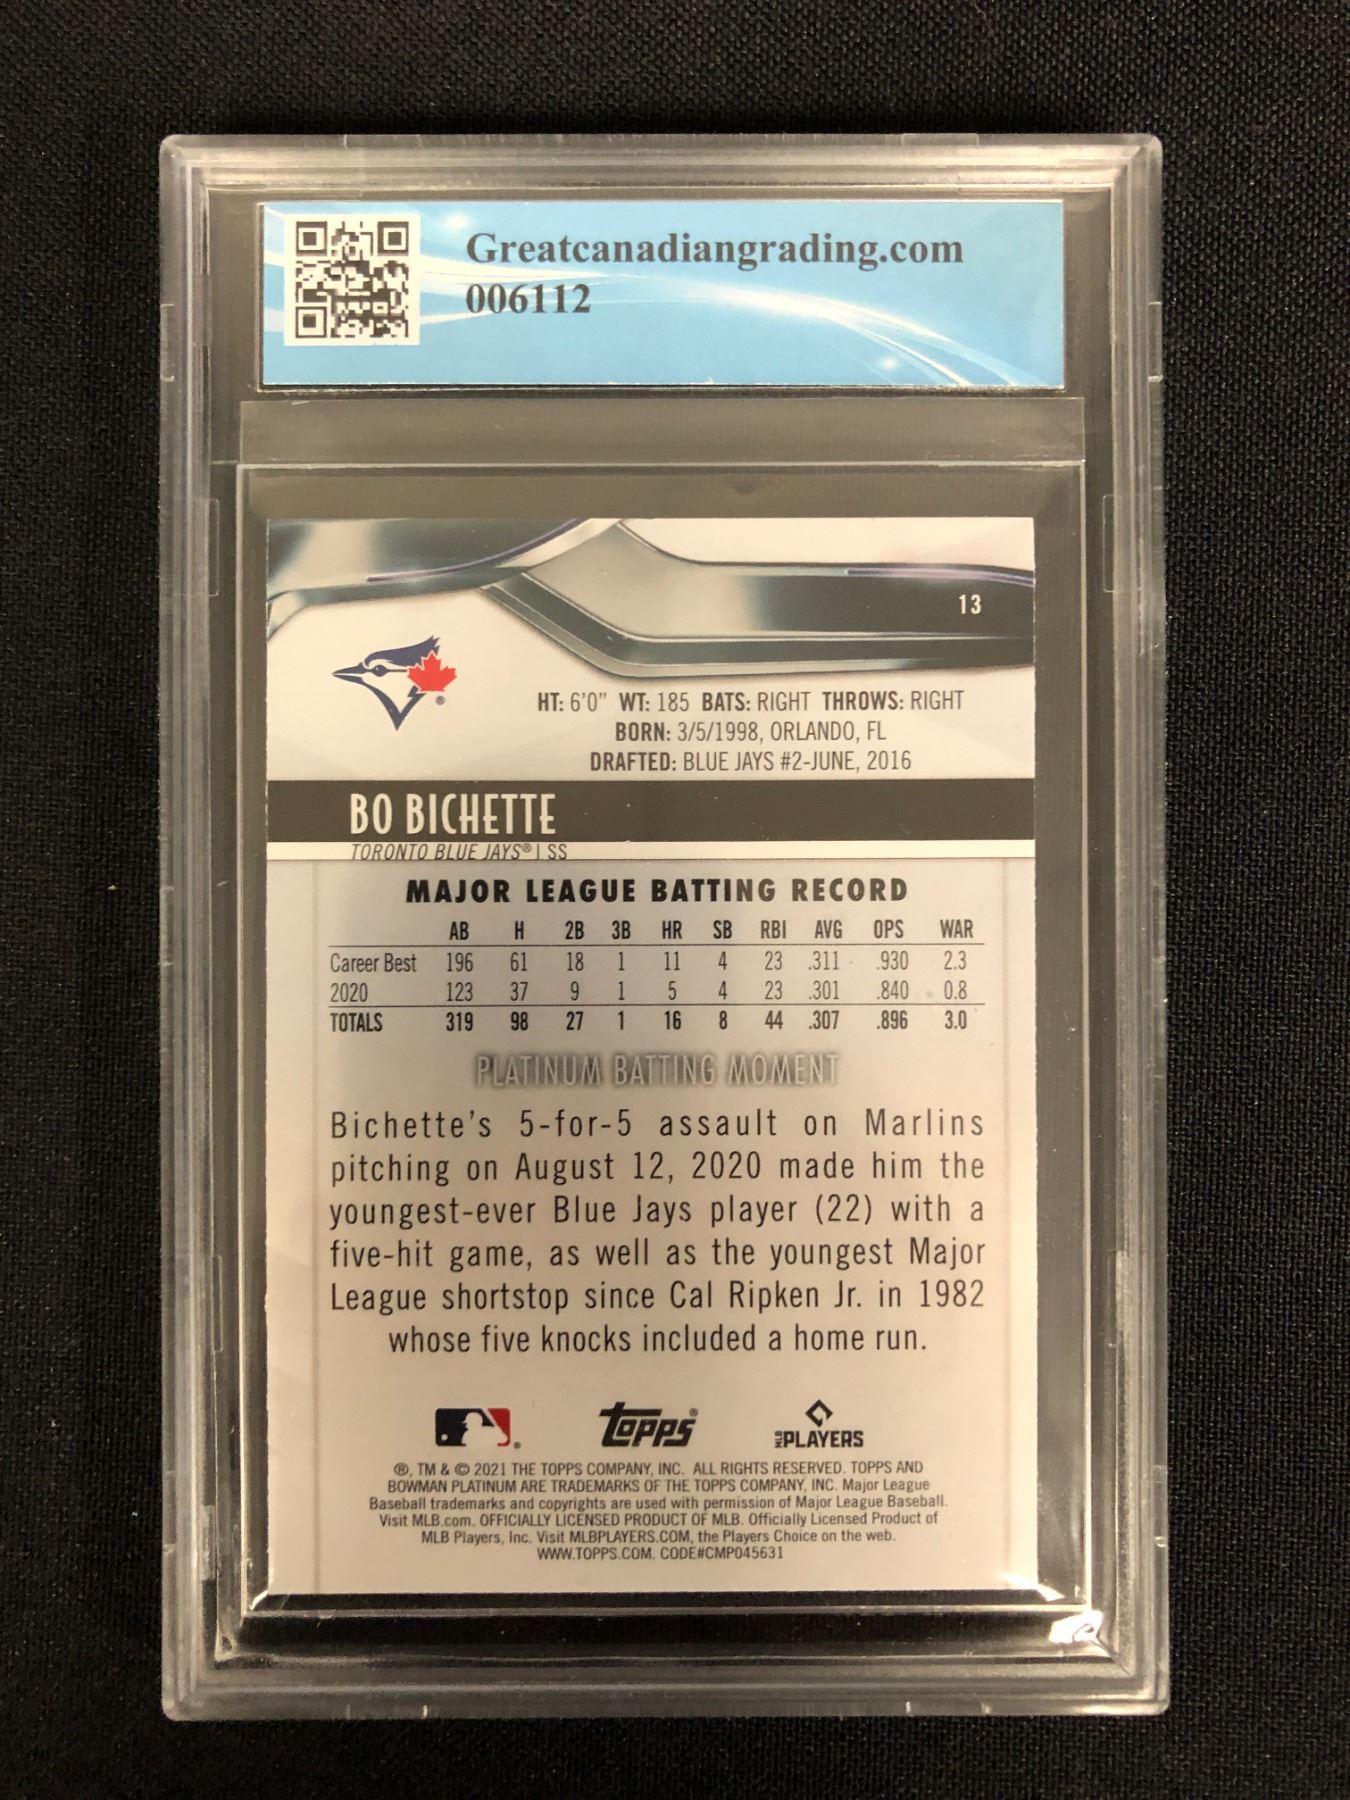 Greatcanadiangrading.com
006112
13
HT: 6'0" WT: 185 BATS: RIGHT THROWS: RIGHT
BORN: 3/5/1998, ORLANDO, FL
DRAFTED: BLUE JAYS #2-JUNE, 2016
BO BICHETTE
TORONTO BLUE JAYS® | SS
MAJOR LEAGUE BATTING RECORD
AB H 2B 3B HR SB RBI AVG OPS WAR
Career Best 196 61 18 1 11 4 23 .311 .930 2.3
2020 123 37 9 1 5 4 23 .301 .840 0.8
TOTALS 319 98 27 1 16 8 44 .307 .896 3.0
PLATINUM BATTING MOMENT
Bichette's 5-for-5 assault on Marlins
pitching on August 12, 2020 made him the
youngest-ever Blue Jays player (22) with a
five-hit game, as well as the youngest Major
League shortstop since Cal Ripken Jr. in 1982
whose five knocks included a home run.
® topps® MLB PLAYERS
®, TM & © 2021 THE TOPPS COMPANY, INC. ALL RIGHTS RESERVED. TOPPS AND
BOWMAN PLATINUM ARE TRADEMARKS OF THE TOPPS COMPANY, INC. Major League
Baseball trademarks and copyrights are used with permission of Major League Baseball.
Visit MLB.com. OFFICIALLY LICENSED PRODUCT OF MLB. Officially Licensed Product of
MLB Players, Inc. Visit MLBPLAYERS.COM, the Players Choice on the web.
WWW.TOPPS.COM. CODE#CMP045631